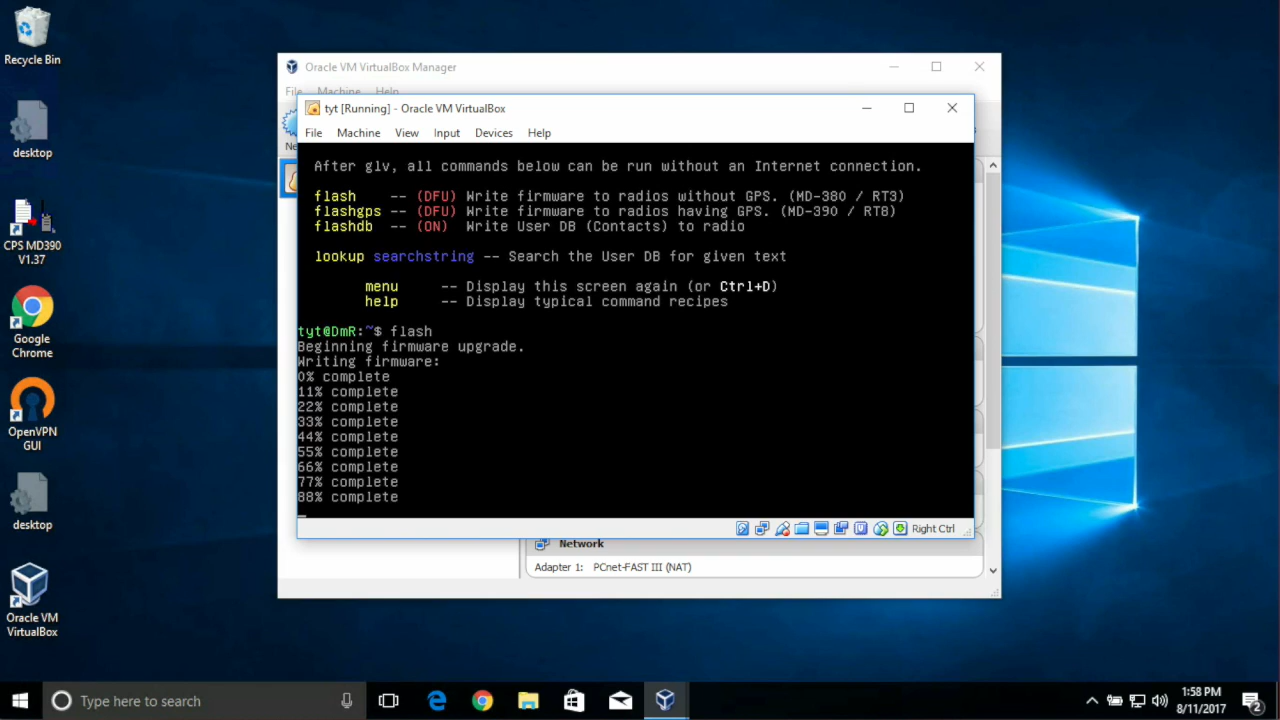 Recycle Bin
desktop
CPS MD390
V1.37
Google
Chrome
OpenVPN
GUI
desktop
Oracle VM
VirtualBox
Oracle VM VirtualBox Manager
File Machine Help
tyt [Running] - Oracle VM VirtualBox
File Machine View Input Devices Help
After glv, all commands below can be run without an Internet connection.
flash -- (DFU) Write firmware to radios without GPS. (MD-380 / RT3)
flashgps -- (DFU) Write firmware to radios having GPS. (MD-390 / RT8)
flashdb -- (ON) Write User DB (Contacts) to radio
lookup searchstring -- Search the User DB for given text
menu -- Display this screen again (or Ctrl+D)
help -- Display typical command recipes
tyt@DmR:~$ flash
Beginning firmware upgrade.
Writing firmware:
0% complete
11% complete
22% complete
33% complete
44% complete
55% complete
66% complete
77% complete
88% complete
_
Right Ctrl
Network
Adapter 1: PCnet-FAST III (NAT)
Type here to search
1:58 PM
8/11/2017
2